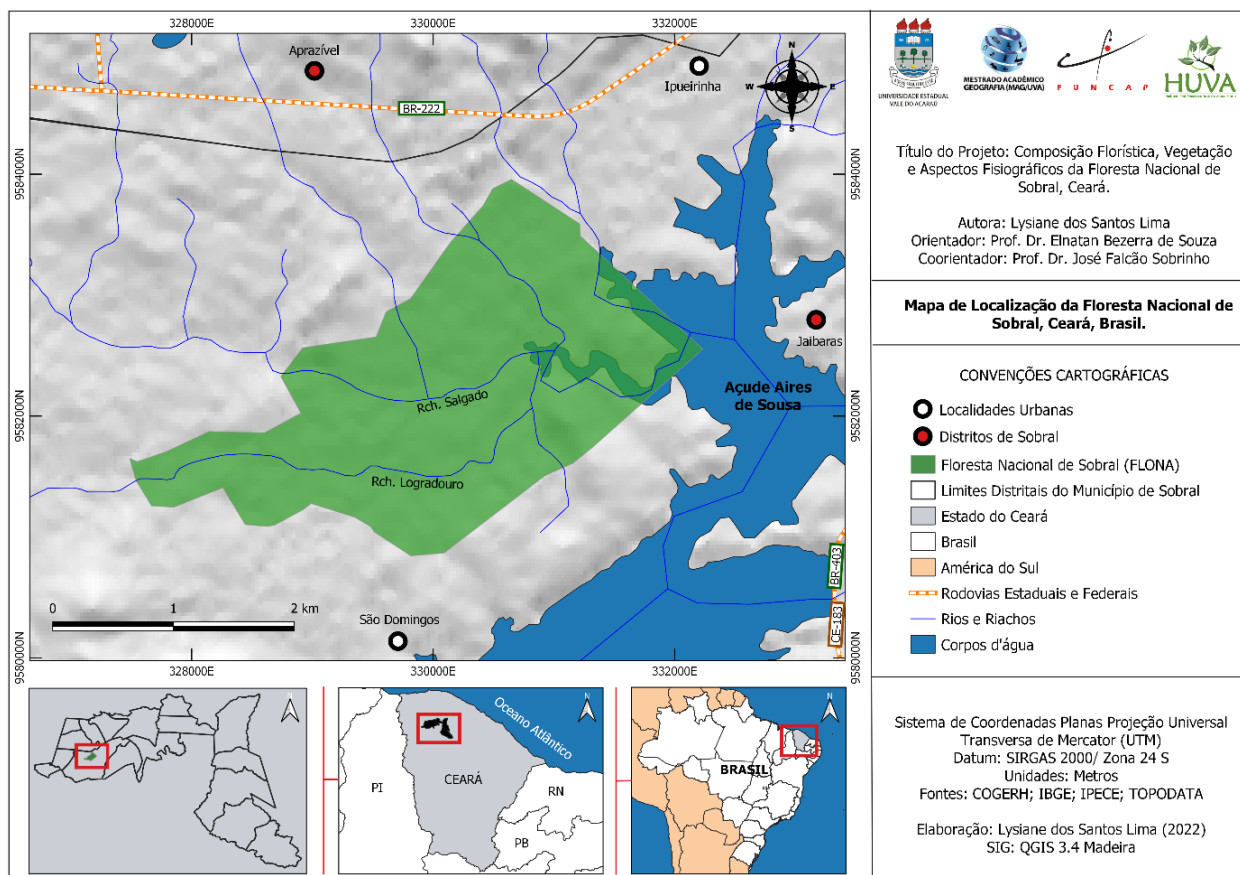 328000E
330000E
332000E
Aprazível
Ipueirinha
N
W
E
S
BR-222
9584000N
9584000N
Jaibaras
Açude Aires
de Sousa
Rch. Salgado
9582000N
9582000N
Rch. Logradouro
BR-403
CE-183
0
1
2 km
São Domingos
9580000N
9580000N
328000E
330000E
332000E
N
Oceano Atlântico
N
PI
CEARÁ
RN
PB
N
BRASIL
UNIVERSIDADE ESTADUAL
VALE DO ACARAÚ
MESTRADO ACADÊMICO
GEOGRAFIA (MAG/UVA)
FUNCAP
HUVA
Título do Projeto: Composição Florística, Vegetação
e Aspectos Fisiográficos da Floresta Nacional de
Sobral, Ceará.
Autora: Lysiane dos Santos Lima
Orientador: Prof. Dr. Elnatan Bezerra de Souza
Coorientador: Prof. Dr. José Falcão Sobrinho
Mapa de Localização da Floresta Nacional de
Sobral, Ceará, Brasil.
CONVENÇÕES CARTOGRÁFICAS
Localidades Urbanas
Distritos de Sobral
Floresta Nacional de Sobral (FLONA)
Limites Distritais do Município de Sobral
Estado do Ceará
Brasil
América do Sul
Rodovias Estaduais e Federais
Rios e Riachos
Corpos d'água
Sistema de Coordenadas Planas Projeção Universal
Transversa de Mercator (UTM)
Datum: SIRGAS 2000/ Zona 24 S
Unidades: Metros
Fontes: COGERH; IBGE; IPECE; TOPODATA
Elaboração: Lysiane dos Santos Lima (2022)
SIG: QGIS 3.4 Madeira